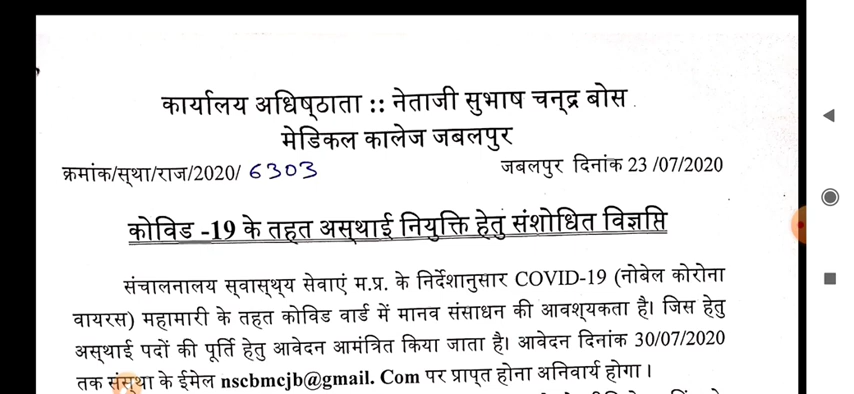 कार्यालय अधिष्ठाता :: नेताजी सुभाष चन्द्र बोस
मेडिकल कालेज जबलपुर
क्रमांक/स्था/राज/2020/ 6303 जबलपुर दिनांक 23 /07/2020
कोविड -19 के तहत अस्थाई नियुक्ति हेतु संशोधित विज्ञप्ति
संचालनालय स्वास्थ्य सेवाएं म.प्र. के निर्देशानुसार COVID-19 (नोबेल कोरोना
वायरस) महामारी के तहत कोविड वार्ड में मानव संसाधन की आवश्यकता है। जिस हेतु
अस्थाई पदों की पूर्ति हेतु आवेदन आमंत्रित किया जाता है। आवेदन दिनांक 30/07/2020
तक संस्था के ईमेल nscbmcjb@gmail. Com पर प्राप्त होना अनिवार्य होगा ।